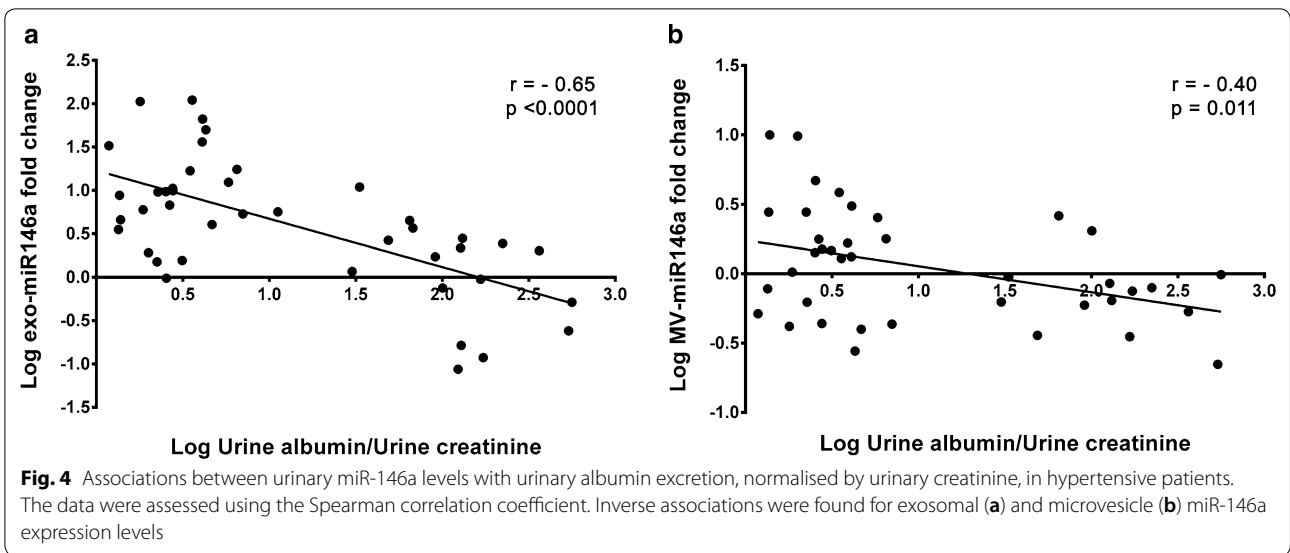 a
2.5
2.0
1.5
1.0
0.5
0.0
-0.5
-1.0
-1.5
0.5 1.0 1.5 2.0 2.5 3.0
Log exo-miR146a fold change
r = - 0.65
p <0.0001
Log Urine albumin/Urine creatinine
b
1.5
1.0
0.5
0.0
-0.5
-1.0
0.5 1.0 1.5 2.0 2.5 3.0
Log MV-miR146a fold change
r = - 0.40
p = 0.011
Log Urine albumin/Urine creatinine
Fig. 4 Associations between urinary miR-146a levels with urinary albumin excretion, normalised by urinary creatinine, in hypertensive patients.
The data were assessed using the Spearman correlation coefficient. Inverse associations were found for exosomal (a) and microvesicle (b) miR-146a
expression levels